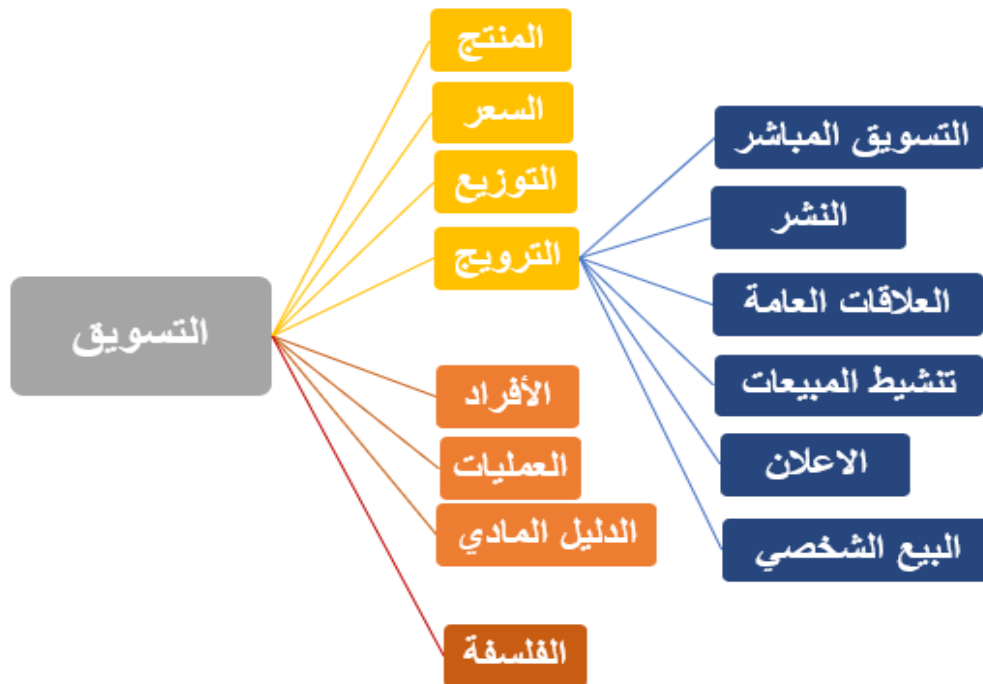 التسويق
المنتج
السعر
التوزيع
الترويج
الأفراد
العمليات
الدليل المادي
الفلسفة
التسويق المباشر
النشر
العلاقات العامة
تنشيط المبيعات
الاعلان
البيع الشخصي